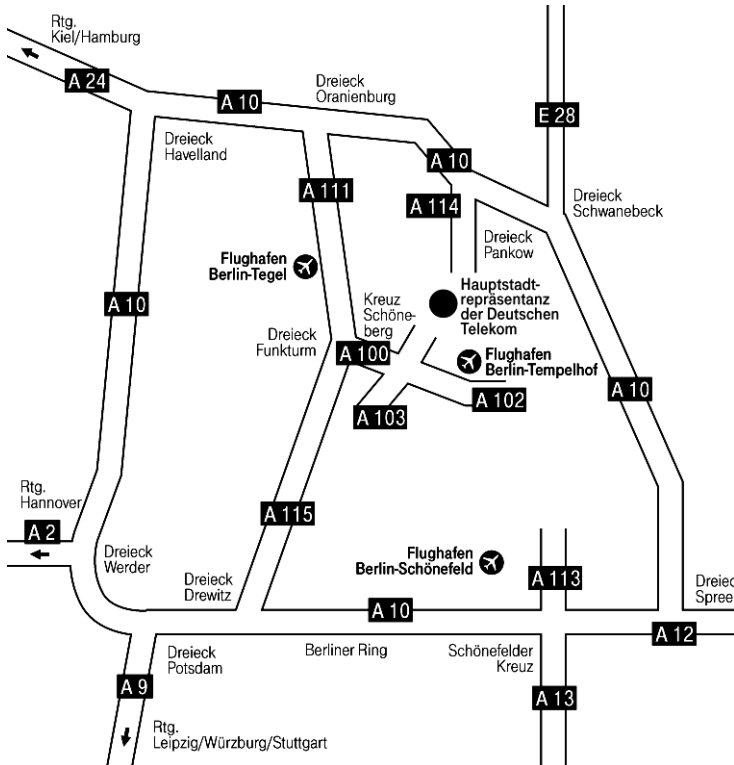 Rtg.
Kiel/Hamburg
A 24
A 10
Dreieck
Oranienburg
E 28
Dreieck
Havelland
A 10
A 111
A 114
Dreieck
Schwanebeck
Dreieck
Pankow
Flughafen
Berlin-Tegel
A 10
Kreuz
Schöne-
berg
Hauptstadt-
repräsentanz
der Deutschen
Telekom
Dreieck
Funkturm
A 100
Flughafen
Berlin-Tempelhof
A 10
A 102
A 103
Rtg.
Hannover
A 2
A 115
Dreieck
Werder
Dreieck
Drewitz
Flughafen
Berlin-Schönefeld
A 113
Dreiec
Spree
A 10
A 12
Dreieck
Potsdam
Berliner Ring
Schönefelder
Kreuz
A 9
A 13
Rtg.
Leipzig/Würzburg/Stuttgart